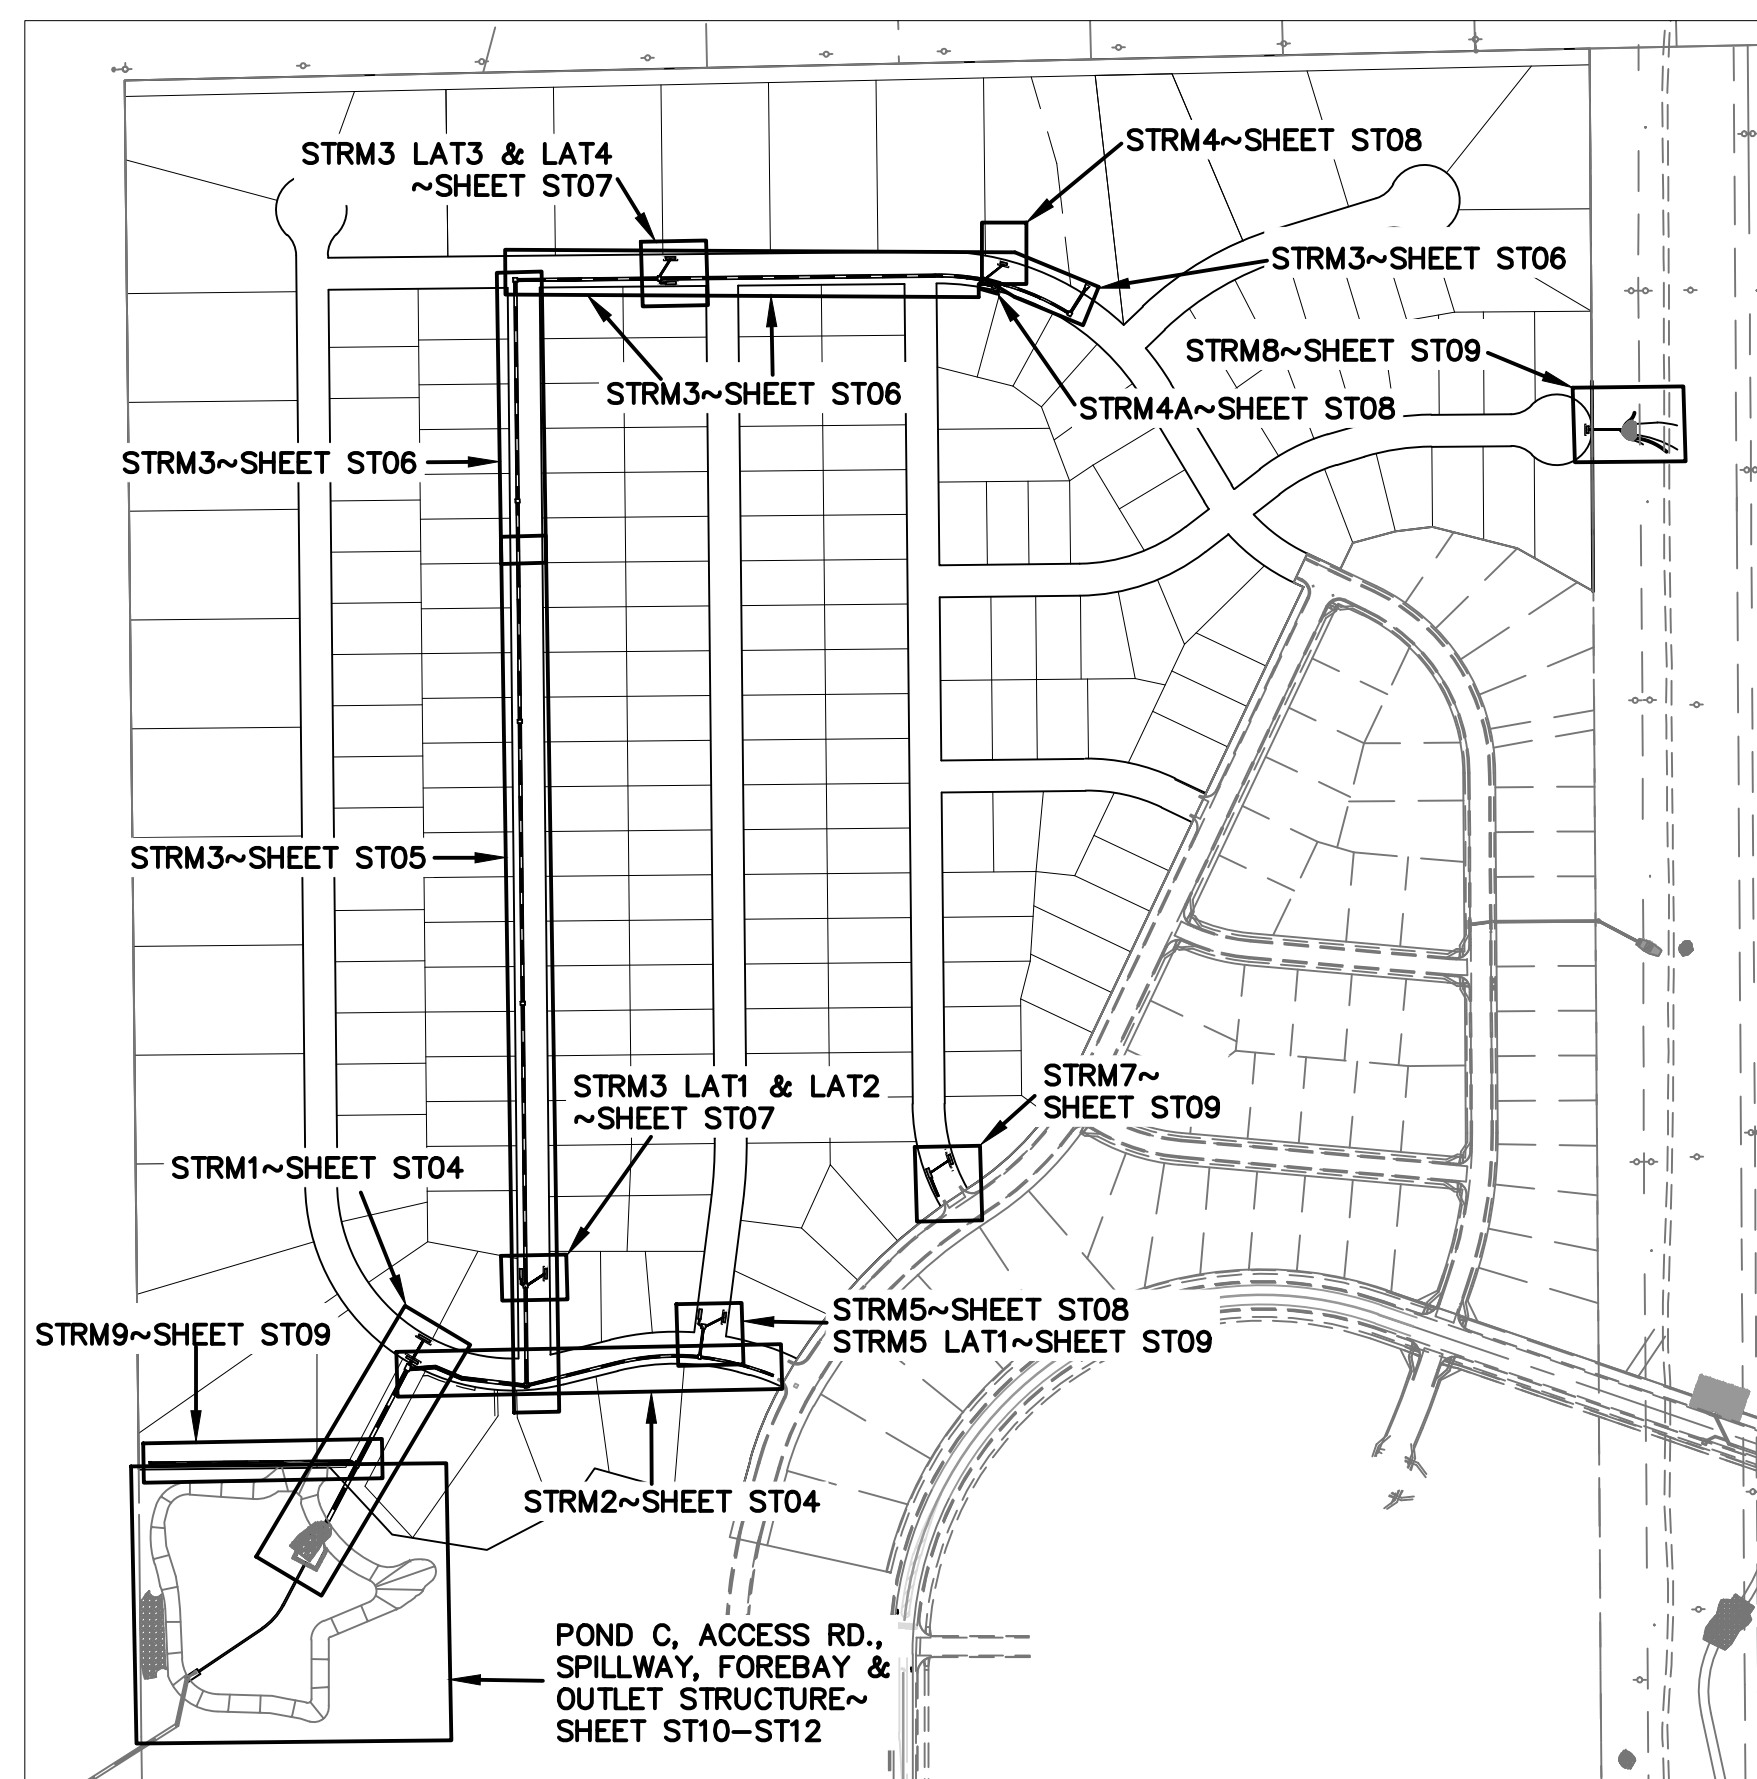 STRM3 LAT3 & LAT4
~SHEET ST07
STRM4~SHEET ST08
STRM3~SHEET ST06
STRM8~SHEET ST09
STRM3~SHEET ST06
STRM4A~SHEET ST08
STRM3~SHEET ST06
STRM3~SHEET ST05
STRM3 LAT1 & LAT2
~SHEET ST07
STRM7~
SHEET ST09
STRM1~SHEET ST04
STRM9~SHEET ST09
STRM5~SHEET ST08
STRM5 LAT1~SHEET ST09
STRM2~SHEET ST04
POND C, ACCESS RD.,
SPILLWAY, FOREBAY &
OUTLET STRUCTURE~
SHEET ST10-ST12